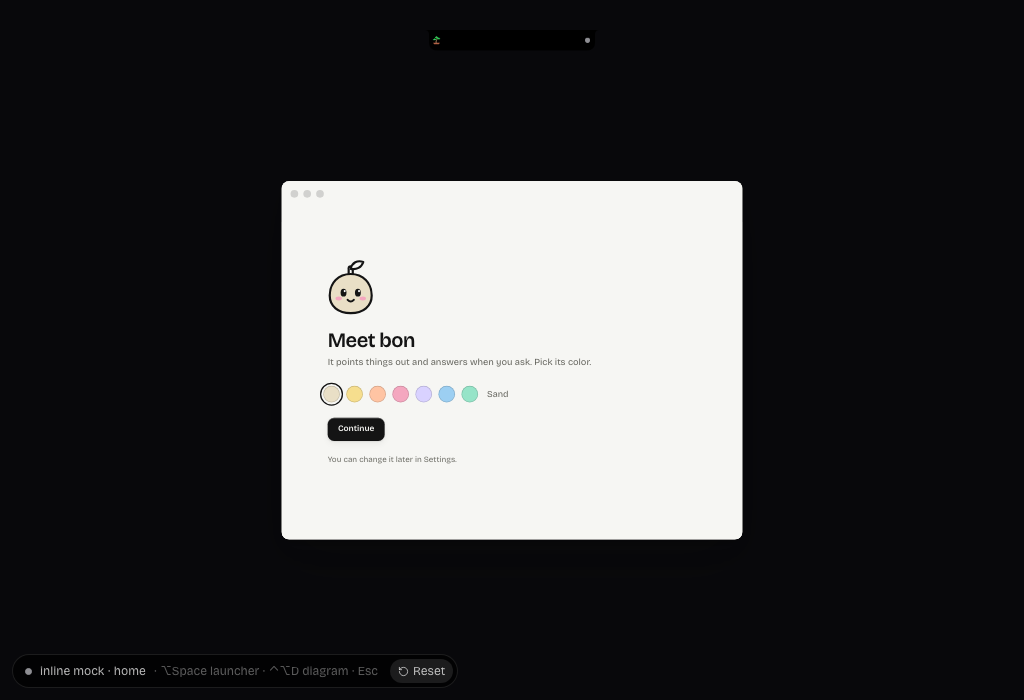 Meet bon
It points things out and answers when you ask. Pick its color.
Sand
Continue
You can change it later in Settings.
inline mock · home · ⌥Space launcher · ^⌥D diagram · Esc Reset